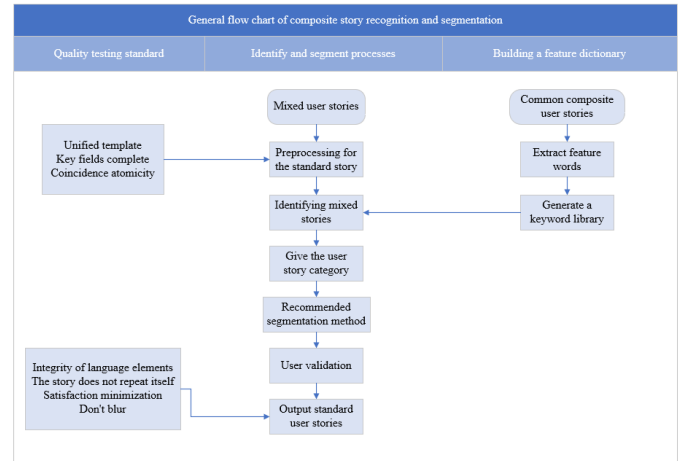 General flow chart of composite story recognition and segmentation
Quality testing standard
Identify and segment processes
Building a feature dictionary
Mixed user stories
Common composite
user stories
Unified template
Key fields complete
Coincidence atomicity
Preprocessing for
the standard story
Extract feature
words
Identifying mixed
stories
Generate a
keyword library
Give the user
story category
Recommended
segmentation method
Integrity of language elements
The story does not repeat itself
Satisfaction minimization
Don't blur
User validation
Output standard
user stories